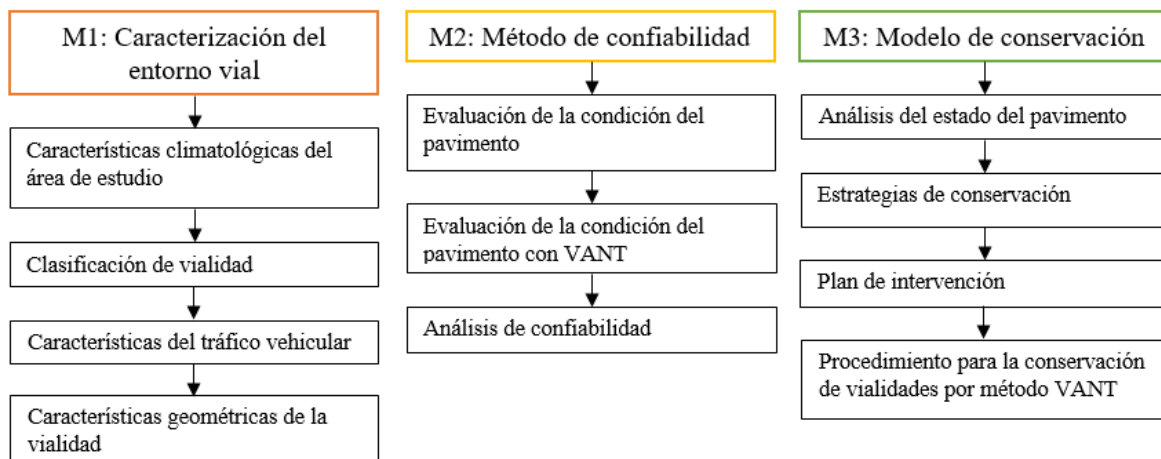 M1: Caracterización del
entorno vial
Características climatológicas del
área de estudio
Clasificación de vialidad
Características del tráfico vehicular
Características geométricas de la
vialidad
M2: Método de confiabilidad
Evaluación de la condición del
pavimento
Evaluación de la condición del
pavimento con VANT
Análisis de confiabilidad
M3: Modelo de conservación
Análisis del estado del pavimento
Estrategias de conservación
Plan de intervención
Procedimiento para la conservación
de vialidades por método VANT